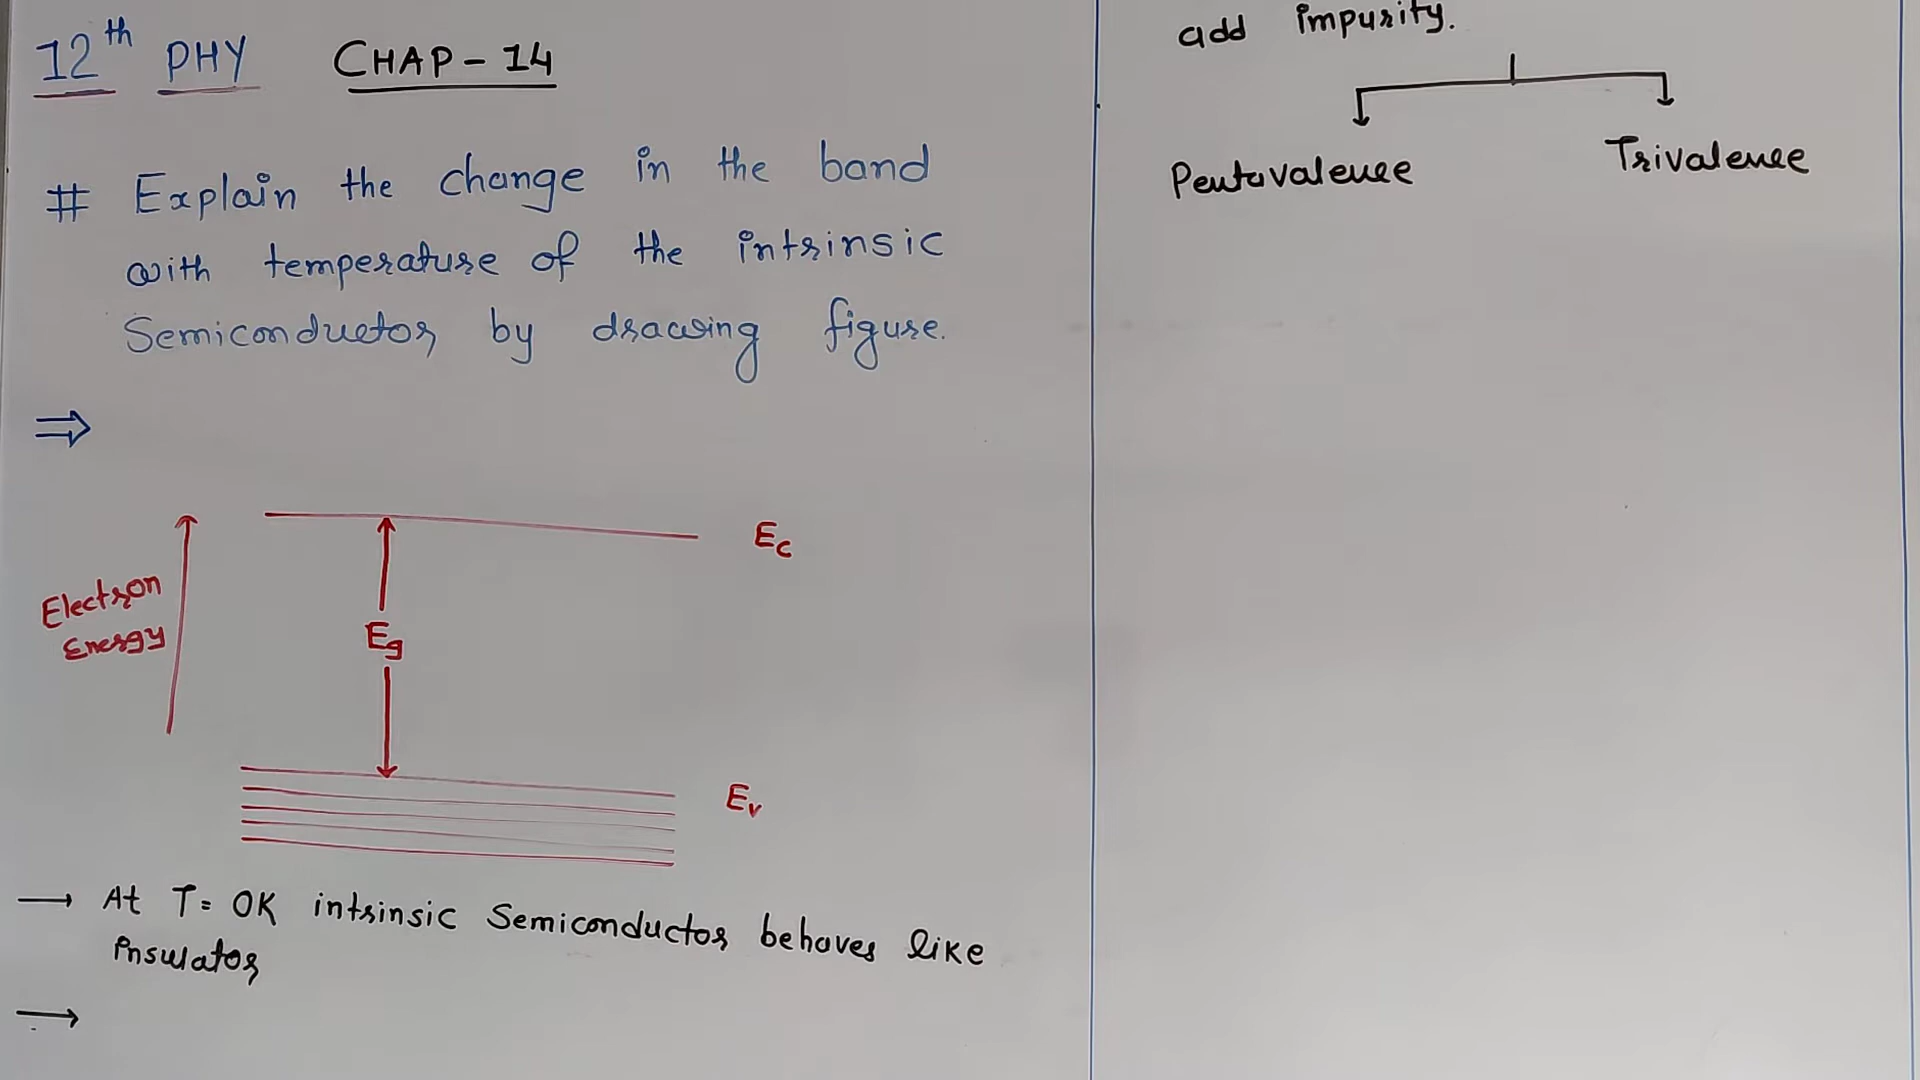 12th PHY CHAP-14
# Explain the change in the band
with temperature of the intrinsic
Semiconductor by drawing figure.
⇒
Ec
Electron
Energy
Eg
Ev
→ At T=0K intrinsic Semiconductor behaves like
insulator
→
add impurity.
Pentavalence
Trivalence